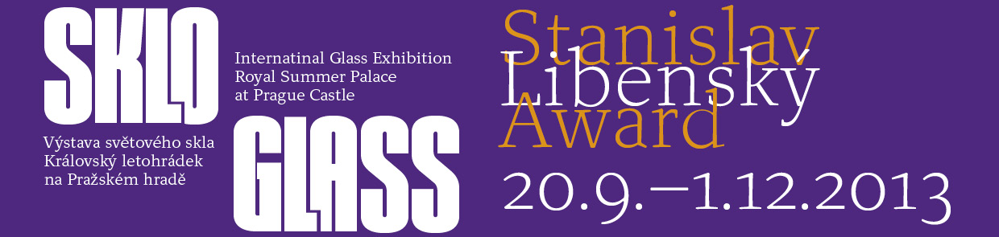 SKLO
Internatinal Glass Exhibition
Royal Summer Palace
at Prague Castle
Výstava světového skla
Královský letohrádek
na Pražském hradě
GLASS
Stanislav
Libenský
Award
20.9.—1.12.2013